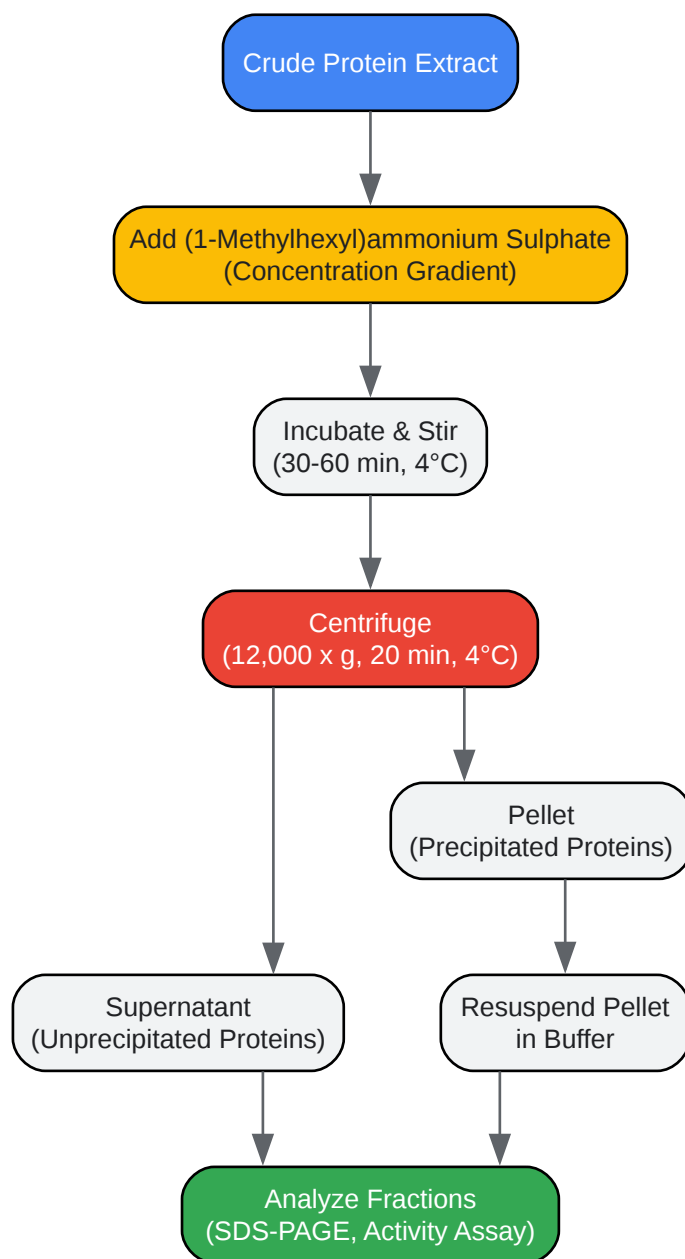 Crude Protein Extract
Add (1-Methylhexyl)ammonium Sulphate
(Concentration Gradient)
Incubate & Stir
(30-60 min, 4°C)
Centrifuge
(12,000 x g, 20 min, 4°C)
Pellet
(Precipitated Proteins)
Supernatant
(Unprecipitated Proteins)
Resuspend Pellet
in Buffer
Analyze Fractions
(SDS-PAGE, Activity Assay)